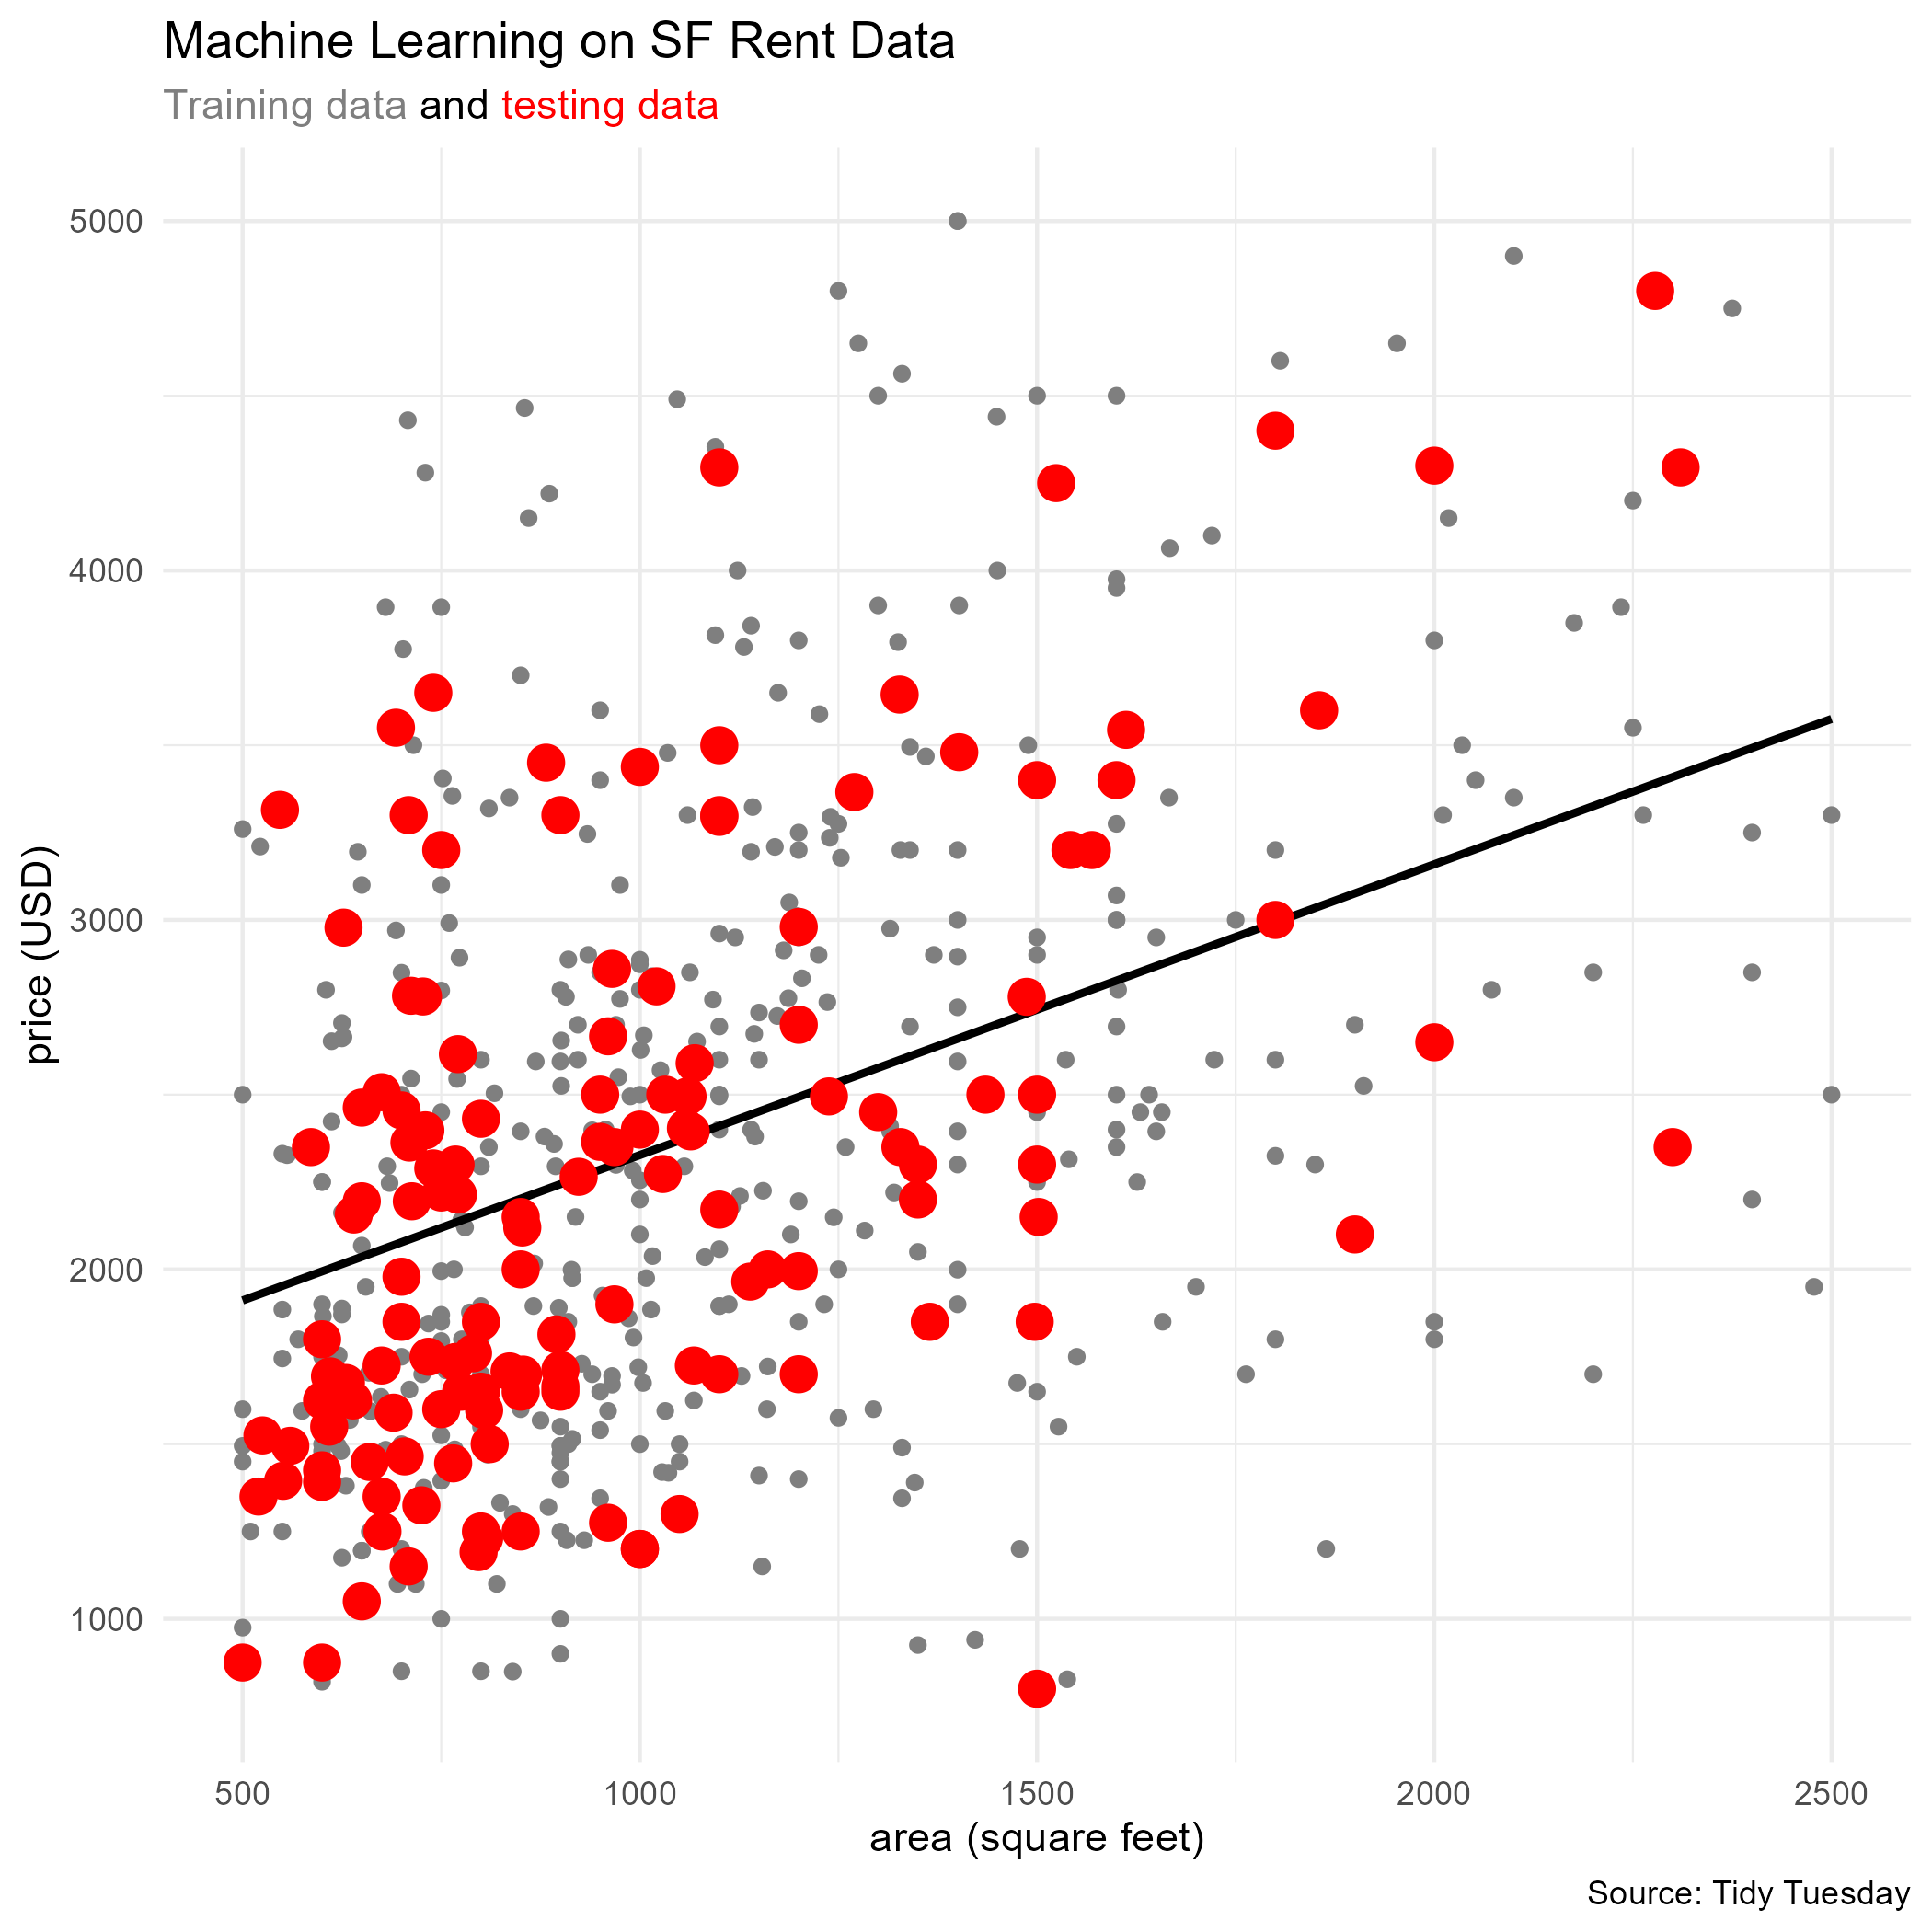 Machine Learning on SF Rent Data
Training data and testing data
5000
4000
3000
2000
1000
price (USD)
500
1000
1500
2000
2500
area (square feet)
Source: Tidy Tuesday